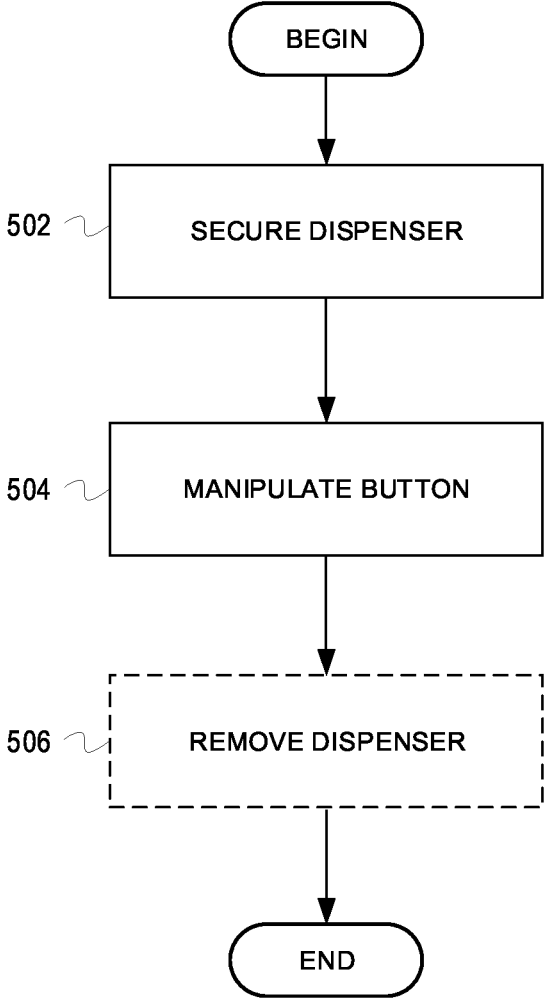 BEGIN
502
SECURE DISPENSER
504
MANIPULATE BUTTON
506
REMOVE DISPENSER
END